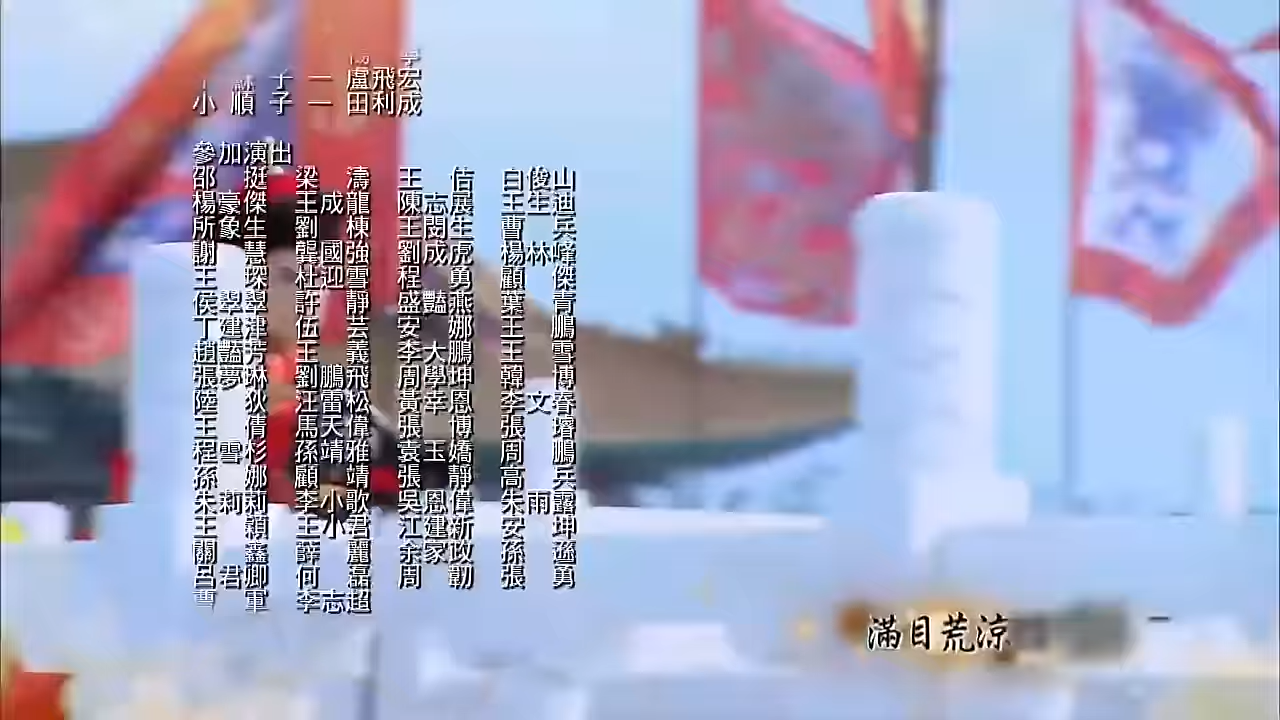 盧飛宏
小順子 — 田利成
參加演出
邵挺 梁濤 王佶 白俊山
楊豪傑 王成龍 陳志展 王生迪
所象生 劉棟 王閔生 曹兵
謝慧 龔國強 劉成虎 楊林峰
王琛 杜迎雪 程勇 顧傑
侯翠翠 許靜 盛豔燕 葉青
丁建津 伍芸 安娜 王鵬
趙豔芳 王義 李大鵬 王雪
張夢琳 劉鵬飛 周學坤 韓博
陸狄 汪雷松 黃幸恩 李文春
王倩 馬天偉 張博 張璿
程雪杉 孫靖雅 袁玉嬌 周鵬
孫娜 顧靖 張靜 高兵
朱莉莉 李小歌 吳恩偉 朱雨露
王穎 王小君 江建新 安坤
關鑫 薛麗 余家政 孫遜
呂君卿 何磊 周韌 張勇
曹軍 李志超
滿目荒涼